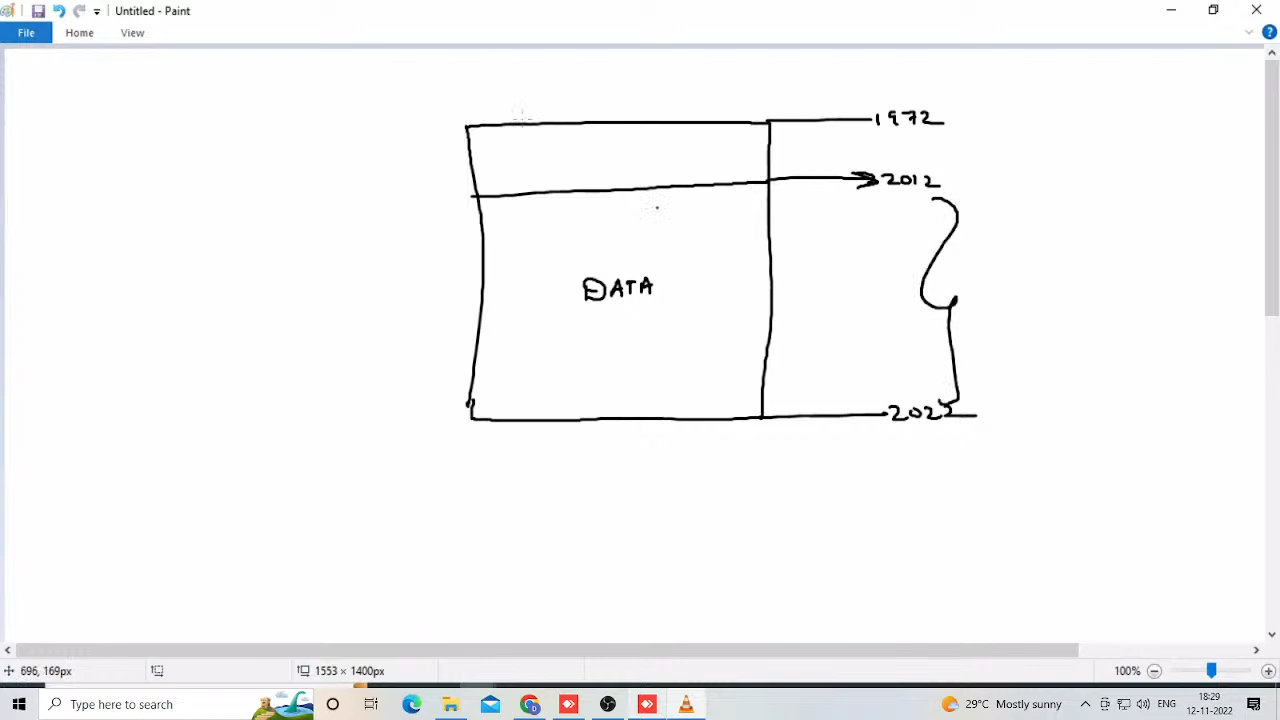 Untitled - Paint
File Home View
1972
2012
DATA
2022
696, 169px 1553 × 1400px 100%
Type here to search 29°C Mostly sunny ENG 18:29
12-11-2022